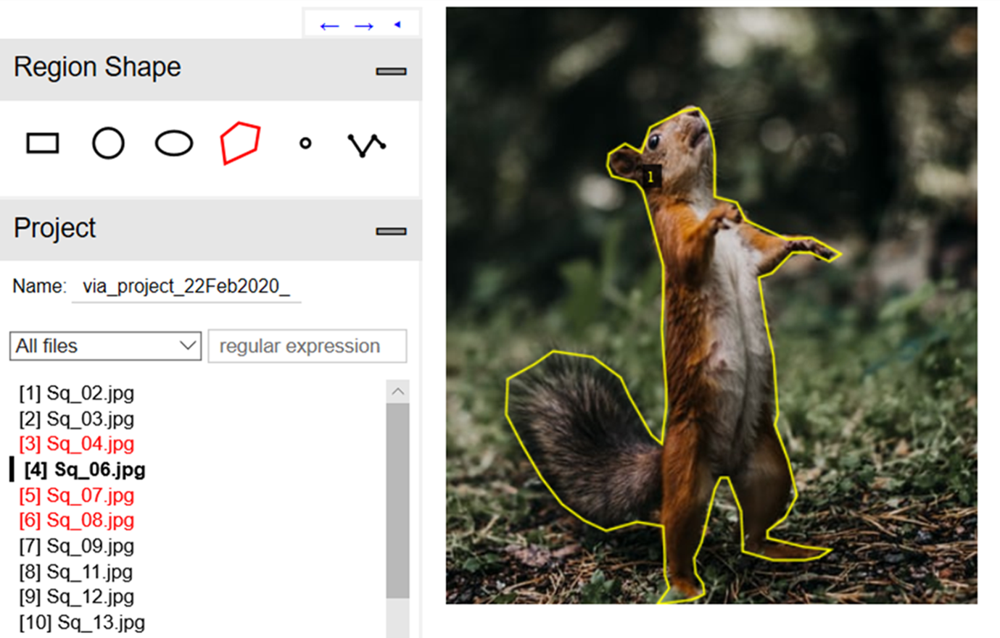 Region Shape
Project
Name: via_project_22Feb2020_
All files
regular expression
[1] Sq_02.jpg
[2] Sq_03.jpg
[3] Sq_04.jpg
[4] Sq_06.jpg
[5] Sq_07.jpg
[6] Sq_08.jpg
[7] Sq_09.jpg
[8] Sq_11.jpg
[9] Sq_12.jpg
[10] Sq_13.jpg
1